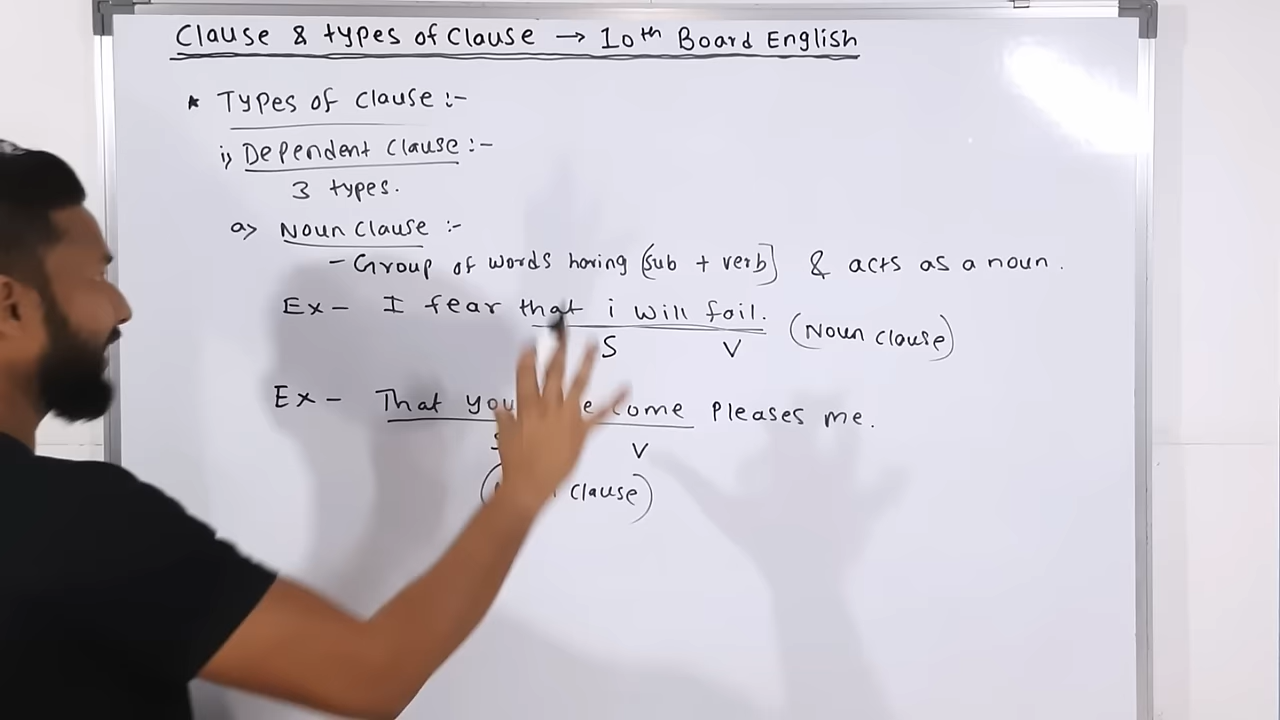 Clause & types of Clause → 10th Board English
* Types of Clause :-
i) Dependent Clause :-
3 types.
a) Noun Clause :-
- Group of words having [sub + verb] & acts as a noun.
Ex - I fear that i will fail.
(Noun clause)
S V
Ex - That you come Pleases me.
V
Clause)